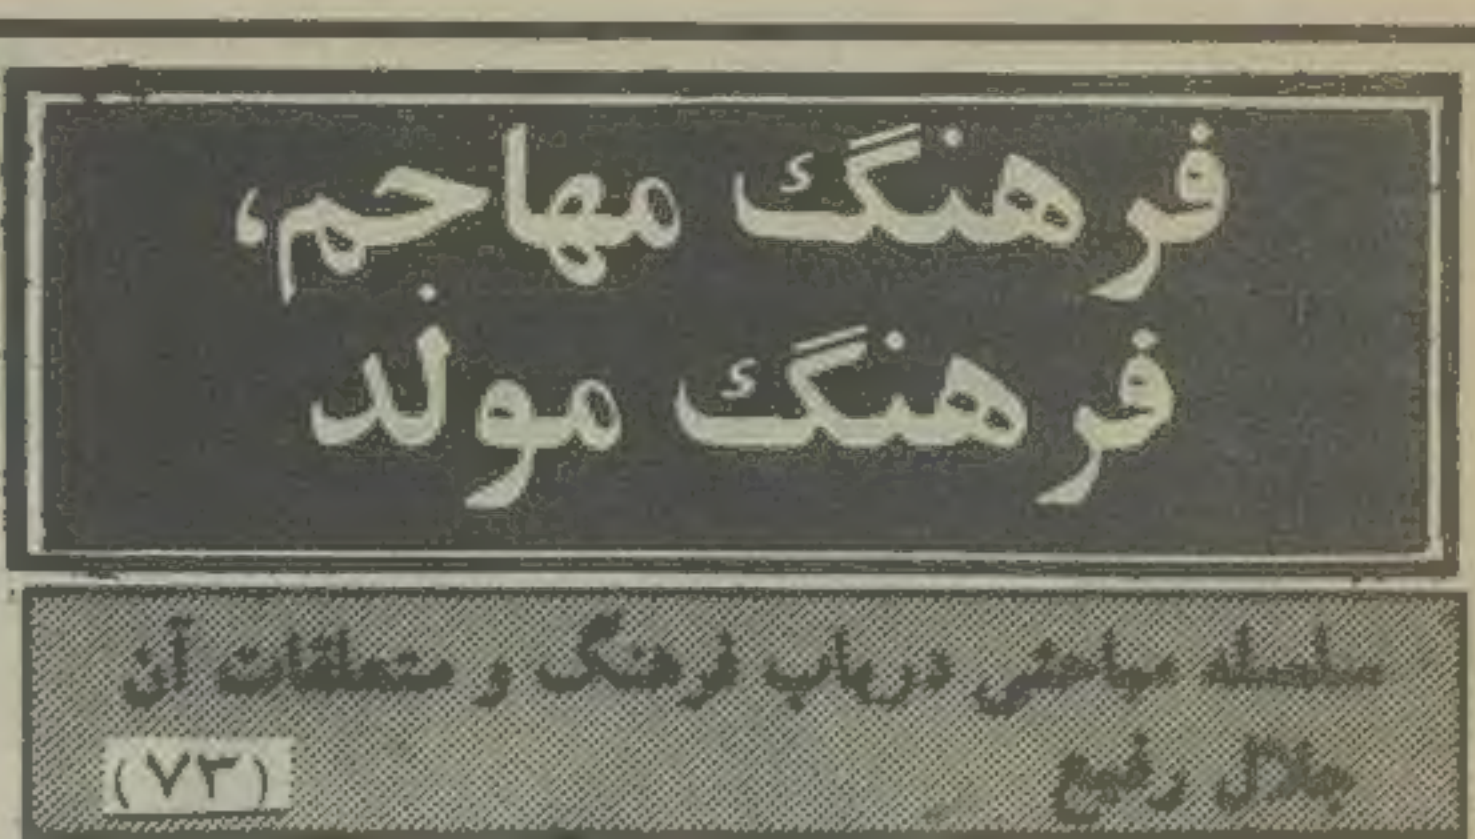 فرهنگ مهاجم،
فرهنگ مولد
سلسله مباحثی درباب فرهنگ و متعلقات آن
جلال رفیع
(۷۳)